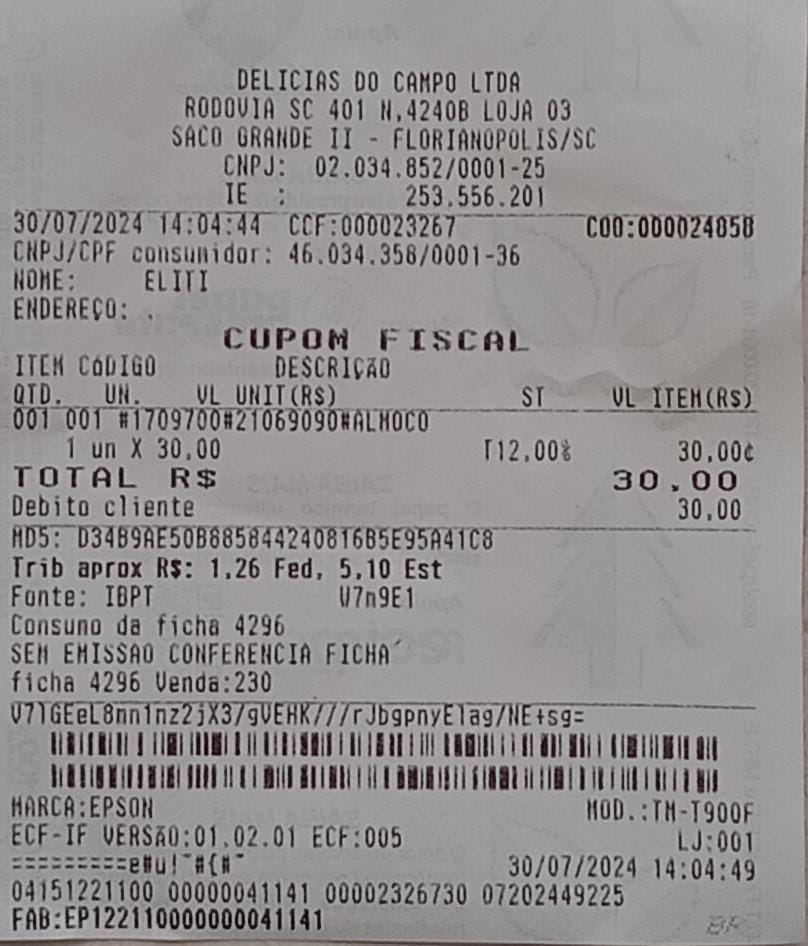 DELICIAS DO CAMPO LTDA
RODOVIA SC 401 N,4240B LOJA 03
SACO GRANDE II - FLORIANOPOLIS/SC
CNPJ: 02.034.852/0001-25
IE : 253.556.201
30/07/2024 14:04:44 CCF:000023267 COO:000024858
CNPJ/CPF consumidor: 46.034.358/0001-36
NOME: ELITI
ENDEREÇO: .
CUPOM FISCAL
ITEM CÓDIGO DESCRIÇÃO
QTD. UN. VL UNIT(R$) ST VL ITEM(R$)
001 001 #1709700#21069090#ALMOCO
1 un X 30,00 T12,00% 30,00¢
TOTAL R$ 30,00
Debito cliente 30,00
MD5: D34B9AE50B885844240816B5E95A41C8
Trib aprox R$: 1,26 Fed, 5,10 Est
Fonte: IBPT W7n9E1
Consumo da ficha 4296
SEM EMISSAO CONFERENCIA FICHA´
ficha 4296 Venda:230
V7lGEeL8mn1nz2jX3/gVEHK///rJbgpnyElag/NE+sg=
MARCA:EPSON MOD.:TM-T900F
ECF-IF VERSÃO:01.02.01 ECF:005 LJ:001
=========e#u!~#{#~ 30/07/2024 14:04:49
04151221100 00000041141 00002326730 07202449225
FAB:EP122110000000041141
BR